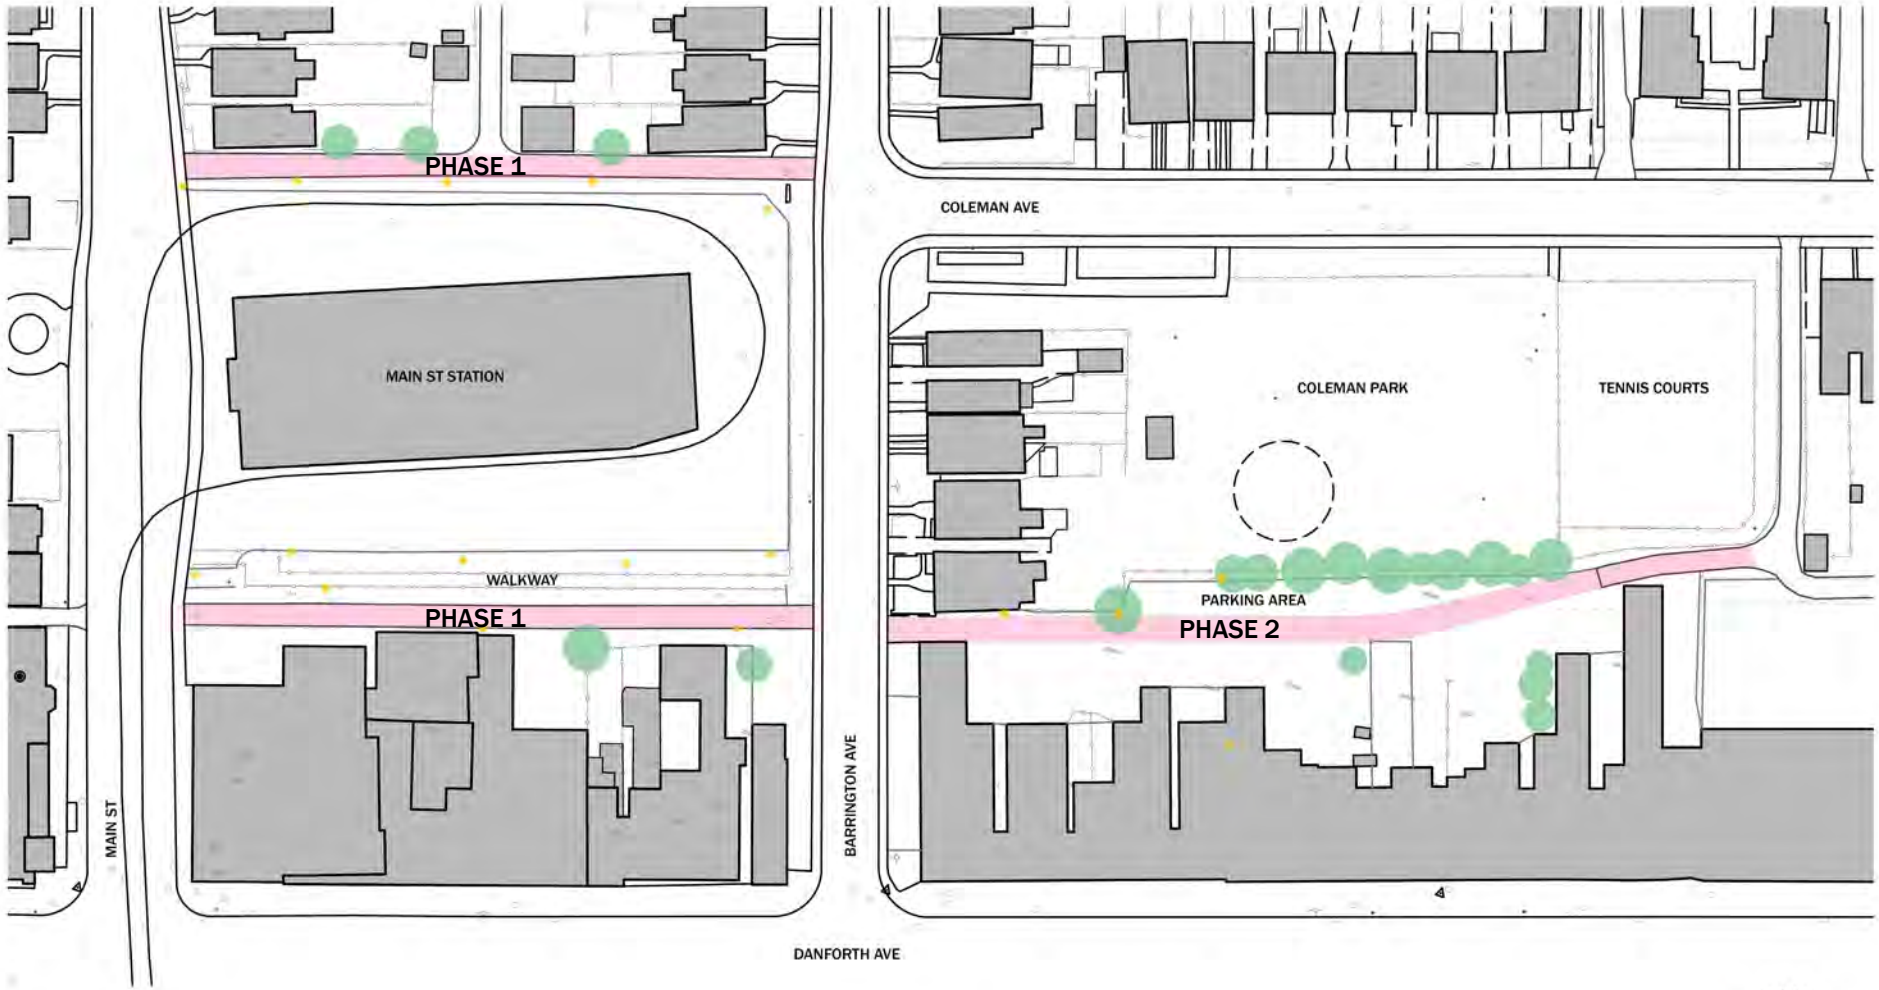 PHASE 1
COLEMAN AVE
MAIN ST STATION
COLEMAN PARK
TENNIS COURTS
WALKWAY
PARKING AREA
PHASE 1
PHASE 2
MAIN ST
BARRINGTON AVE
DANFORTH AVE